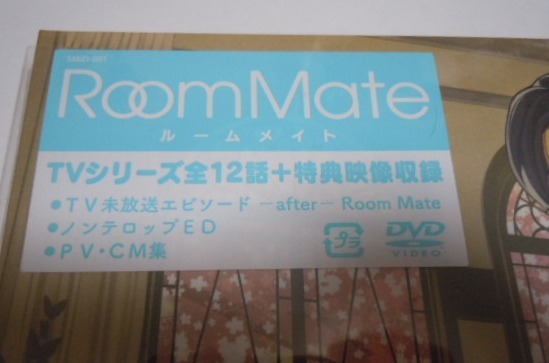 RoomMate
ルームメイト
TVシリーズ全12話+特典映像収録
●TV未放送エピソード ―after― Room Mate
●ノンテロップED
●PV・CM集
プラ
DVD
VIDEO